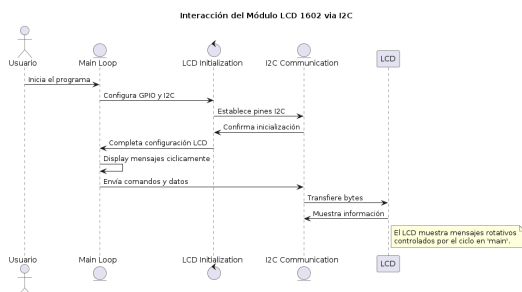 Interacción del Módulo LCD 1602 via I2C
Usuario
Main Loop
LCD Initialization
I2C Communication
LCD
Inicia el programa
Configura GPIO y I2C
Establece pines I2C
Confirma inicialización
Completa configuración LCD
Display mensajes ciclicamente
Envía comandos y datos
Transfiere bytes
Muestra información
El LCD muestra mensajes rotativos
controlados por el ciclo en 'main'.
Usuario
Main Loop
LCD Initialization
I2C Communication
LCD